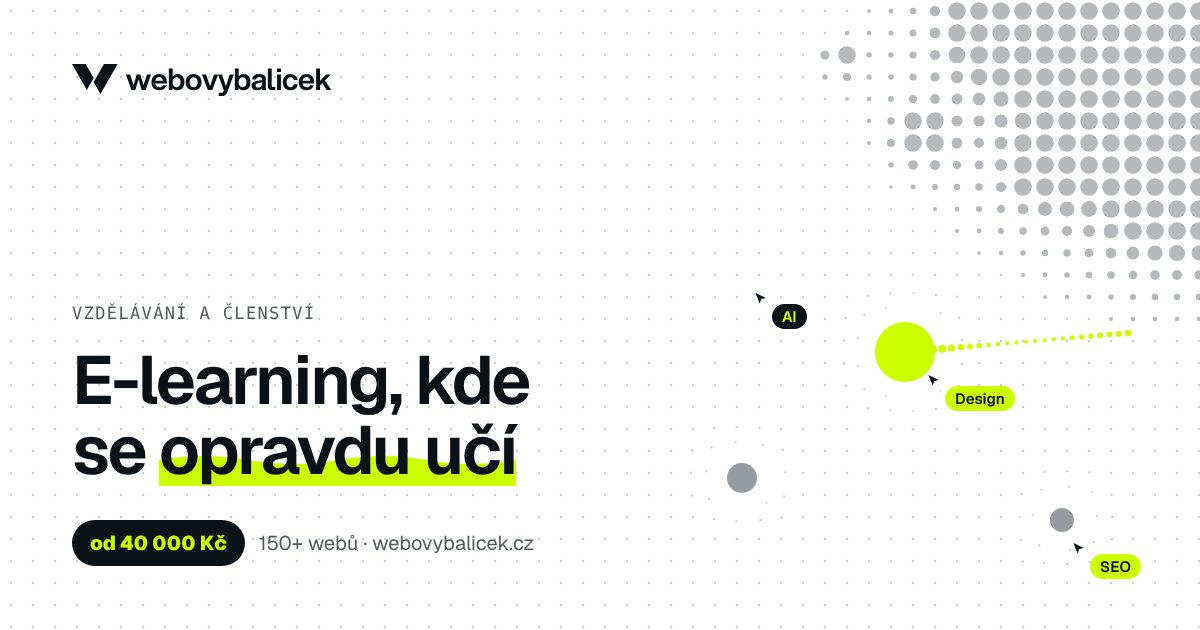 webovybalicek
VZDĚLÁVÁNÍ A ČLENSTVÍ
E-learning, kde
se opravdu učí
od 40 000 Kč
150+ webů · webovybalicek.cz
AI
Design
SEO